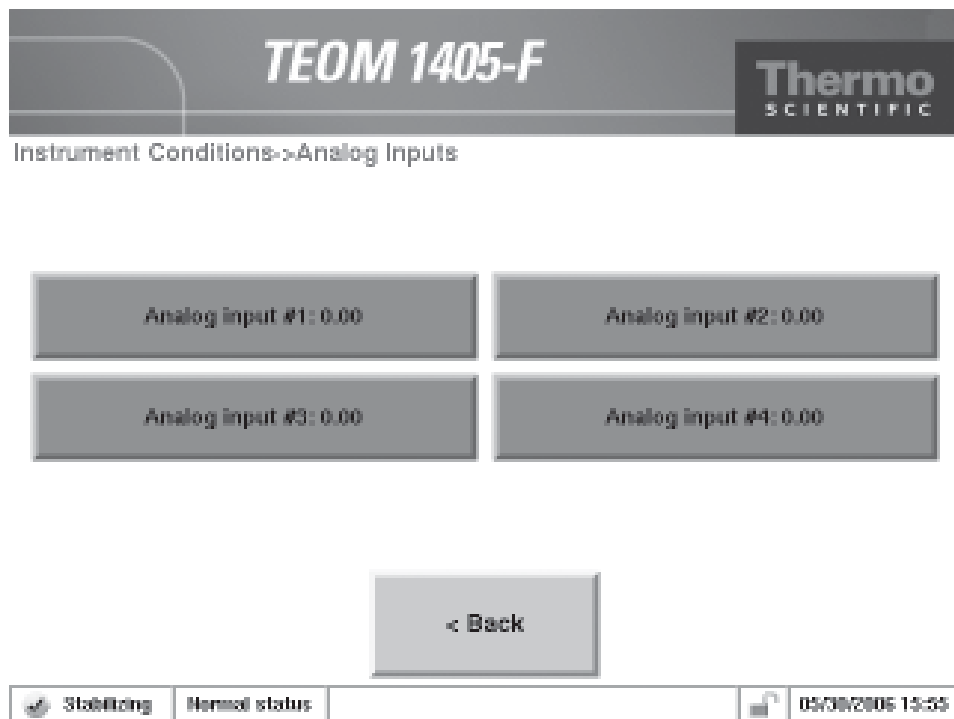 TEOM 1405-F
Thermo
SCIENTIFIC
Instrument Conditions->Analog Inputs
Analog input #1: 0.00
Analog input #2: 0.00
Analog input #3: 0.00
Analog input #4: 0.00
< Back
Stabilizing
Normal status
05/30/2006 15:55